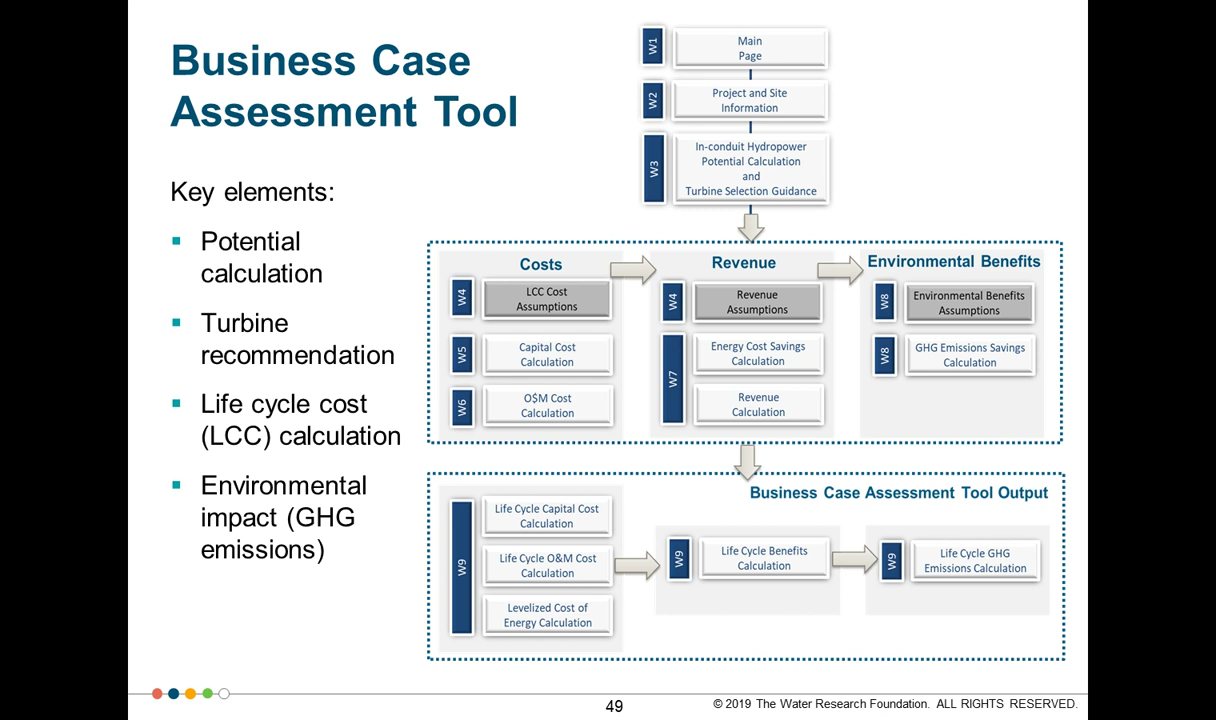 Business Case
Assessment Tool
Key elements:
Potential
calculation
Turbine
recommendation
Life cycle cost
(LCC) calculation
Environmental
impact (GHG
emissions)
W1
Main
Page
W2
Project and Site
Information
W3
In-conduit Hydropower
Potential Calculation
and
Turbine Selection Guidance
Costs
W4
LCC Cost
Assumptions
W5
Capital Cost
Calculation
W6
O$M Cost
Calculation
Revenue
W4
Revenue
Assumptions
W7
Energy Cost Savings
Calculation
Revenue
Calculation
Environmental Benefits
W8
Environmental Benefits
Assumptions
W8
GHG Emissions Savings
Calculation
Business Case Assessment Tool Output
W9
Life Cycle Capital Cost
Calculation
Life Cycle O&M Cost
Calculation
Levelized Cost of
Energy Calculation
W9
Life Cycle Benefits
Calculation
W9
Life Cycle GHG
Emissions Calculation
49
© 2019 The Water Research Foundation. ALL RIGHTS RESERVED.